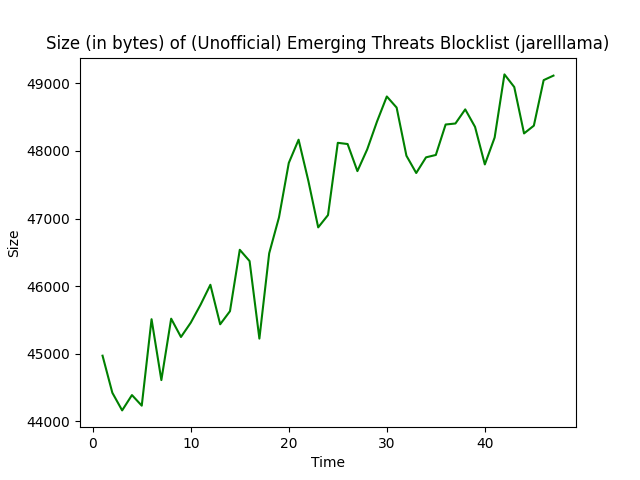 Size (in bytes) of (Unofficial) Emerging Threats Blocklist (jarelllama)
49000
48000
47000
46000
45000
44000
Size
0 10 20 30 40
Time